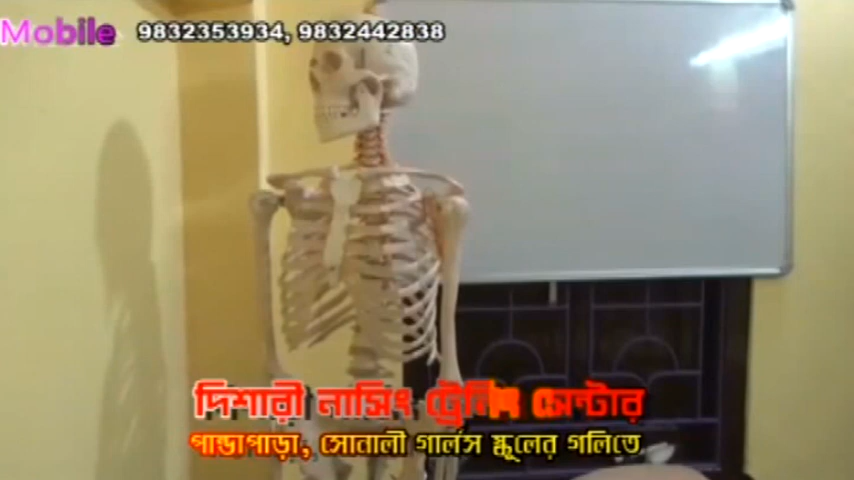 Mobile 9832353934, 9832442838
দিশারী নার্সিং ট্রেনিং সেন্টার
পান্ডাপাড়া, সোনালী গার্লস স্কুলের গলিতে